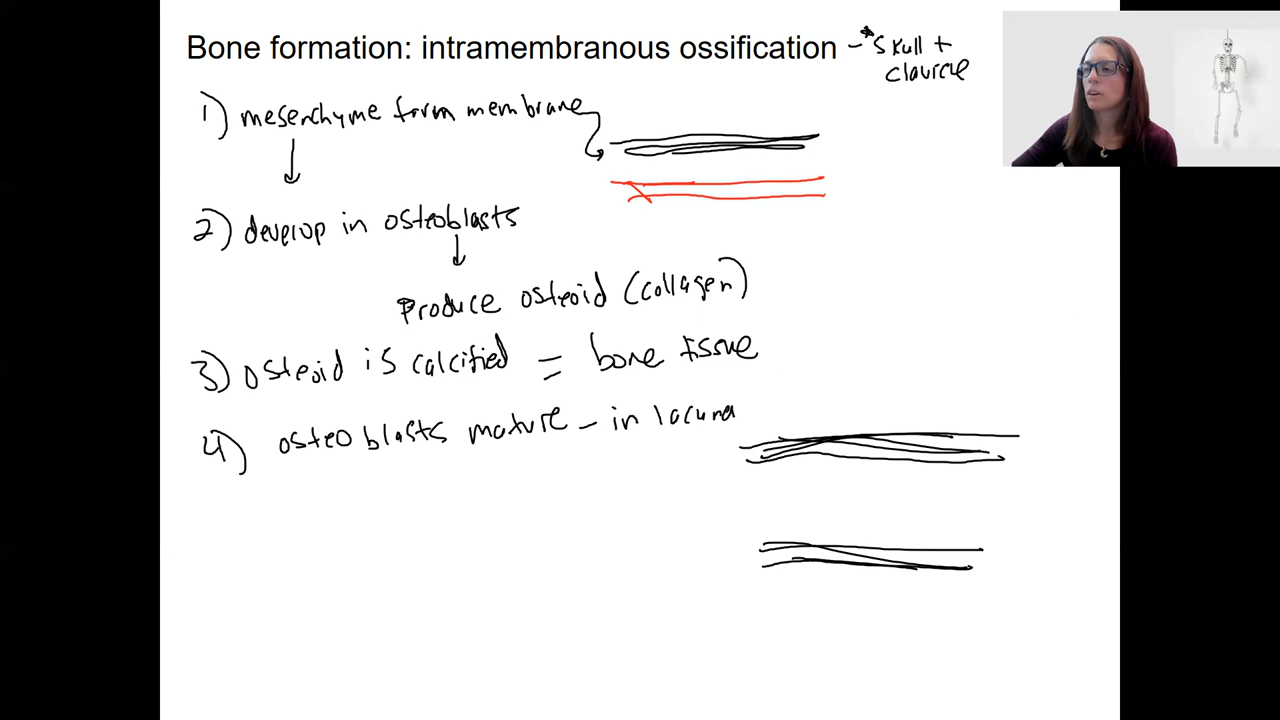 Bone formation: intramembranous ossification - *Skull +
clavicle
1) mesenchyme form membrane
2) develop in osteoblasts
produce osteoid (collagen)
3) osteoid is calcified = bone tissue
4) osteoblasts mature - in lacuna